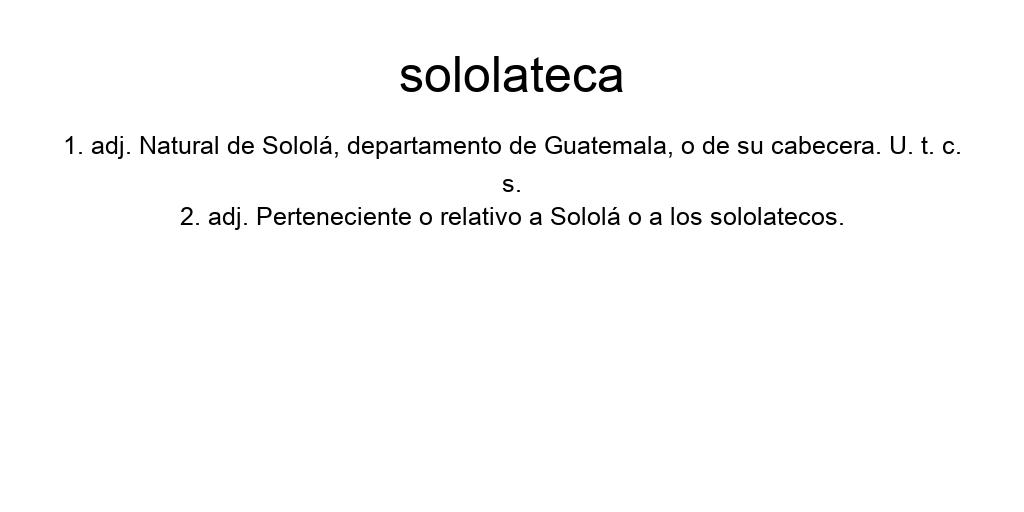 sololateca
1. adj. Natural de Sololá, departamento de Guatemala, o de su cabecera. U. t. c.
s.
2. adj. Perteneciente o relativo a Sololá o a los sololatecos.